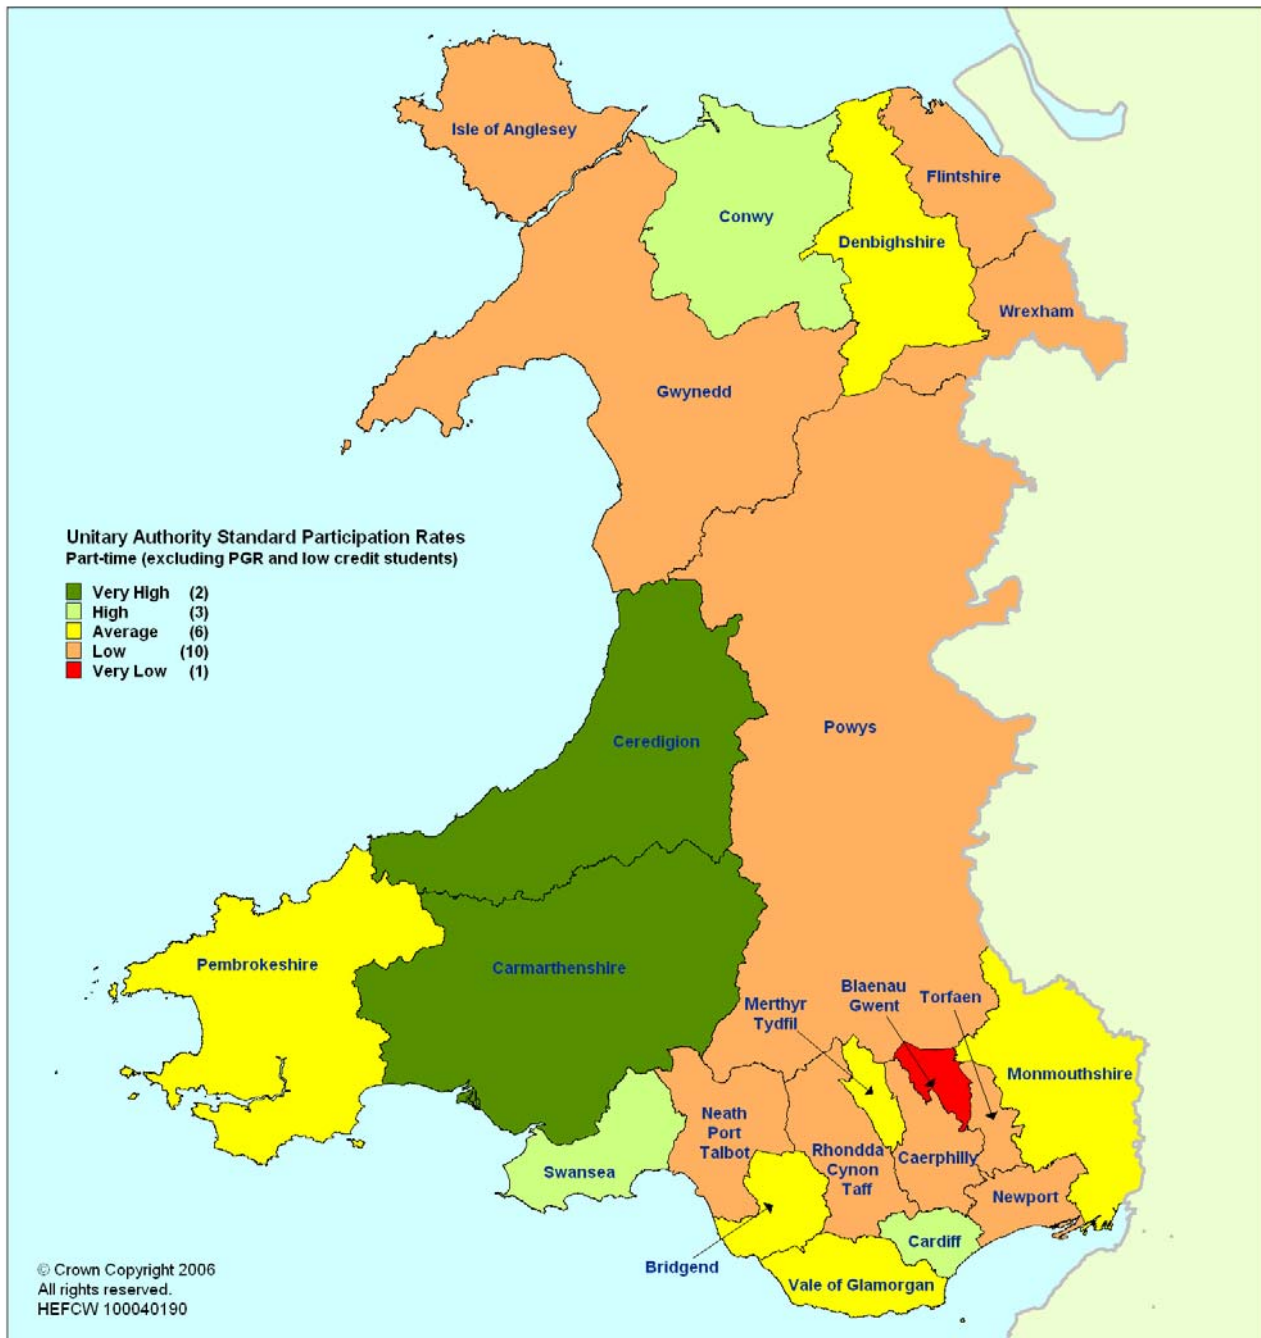 Isle of Anglesey
Flintshire
Conwy
Denbighshire
Wrexham
Gwynedd
Unitary Authority Standard Participation Rates
Part-time (excluding PGR and low credit students)
Very High (2)
High (3)
Average (6)
Low (10)
Very Low (1)
Powys
Ceredigion
Pembrokeshire
Carmarthenshire
Merthyr
Tydfil
Blaenau
Gwent
Torfaen
Monmouthshire
Neath
Port
Talbot
Rhondda
Cynon
Taff
Caerphilly
Swansea
Newport
Cardiff
Bridgend
Vale of Glamorgan
© Crown Copyright 2006
All rights reserved.
HEFCW 100040190